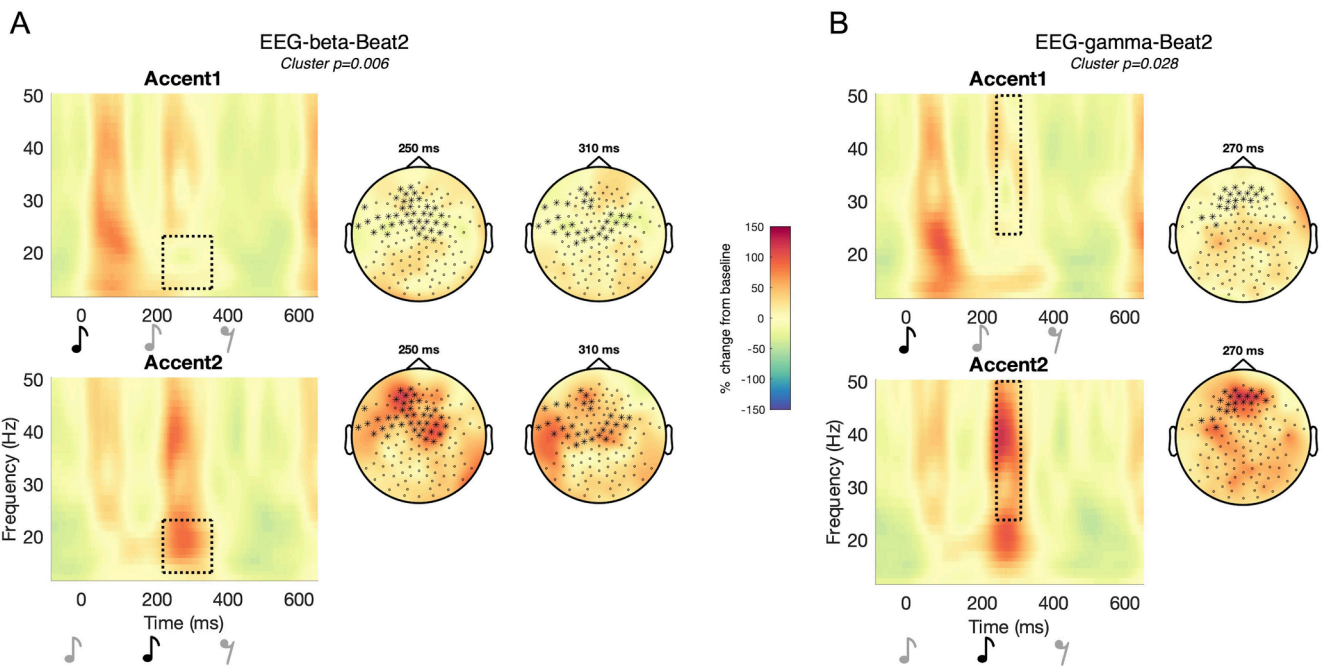 A
EEG-beta-Beat2
Cluster p=0.006
Accent1
50
40
30
20
0 200 400 600
250 ms
310 ms
Accent2
50
40
30
20
Frequency (Hz)
0 200 400 600
Time (ms)
250 ms
310 ms
150
100
50
0
-50
-100
-150
% change from baseline
B
EEG-gamma-Beat2
Cluster p=0.028
Accent1
50
40
30
20
0 200 400 600
270 ms
Accent2
50
40
30
20
Frequency (Hz)
0 200 400 600
Time (ms)
270 ms